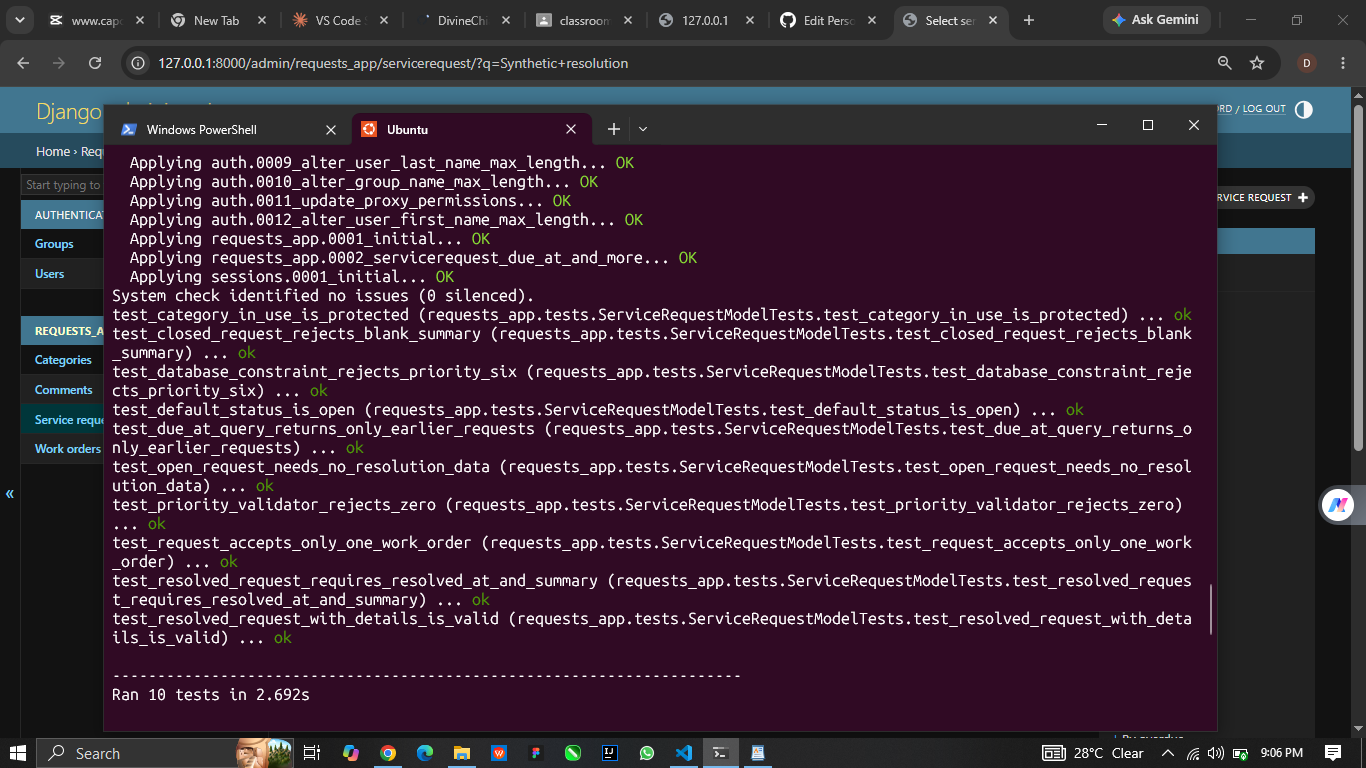 www.capc
New Tab
VS Code S
DivineChi
classroom
127.0.0.1
Edit Perso
Select ser
Ask Gemini
127.0.0.1:8000/admin/requests_app/servicerequest/?q=Synthetic+resolution
D
Django
RD / LOG OUT
Windows PowerShell
Ubuntu
Home › Requ
Start typing to
AUTHENTICAT
Groups
Users
REQUESTS_A
Categories
Comments
Service reque
Work orders
RVICE REQUEST +
Applying auth.0009_alter_user_last_name_max_length... OK
Applying auth.0010_alter_group_name_max_length... OK
Applying auth.0011_update_proxy_permissions... OK
Applying auth.0012_alter_user_first_name_max_length... OK
Applying requests_app.0001_initial... OK
Applying requests_app.0002_servicerequest_due_at_and_more... OK
Applying sessions.0001_initial... OK
System check identified no issues (0 silenced).
test_category_in_use_is_protected (requests_app.tests.ServiceRequestModelTests.test_category_in_use_is_protected) ... ok
test_closed_request_rejects_blank_summary (requests_app.tests.ServiceRequestModelTests.test_closed_request_rejects_blank
_summary) ... ok
test_database_constraint_rejects_priority_six (requests_app.tests.ServiceRequestModelTests.test_database_constraint_reje
cts_priority_six) ... ok
test_default_status_is_open (requests_app.tests.ServiceRequestModelTests.test_default_status_is_open) ... ok
test_due_at_query_returns_only_earlier_requests (requests_app.tests.ServiceRequestModelTests.test_due_at_query_returns_o
nly_earlier_requests) ... ok
test_open_request_needs_no_resolution_data (requests_app.tests.ServiceRequestModelTests.test_open_request_needs_no_resol
ution_data) ... ok
test_priority_validator_rejects_zero (requests_app.tests.ServiceRequestModelTests.test_priority_validator_rejects_zero)
... ok
test_request_accepts_only_one_work_order (requests_app.tests.ServiceRequestModelTests.test_request_accepts_only_one_work
_order) ... ok
test_resolved_request_requires_resolved_at_and_summary (requests_app.tests.ServiceRequestModelTests.test_resolved_reques
t_requires_resolved_at_and_summary) ... ok
test_resolved_request_with_details_is_valid (requests_app.tests.ServiceRequestModelTests.test_resolved_request_with_deta
ils_is_valid) ... ok
----------------------------------------------------------------------
Ran 10 tests in 2.692s
Search
28°C Clear
9:06 PM